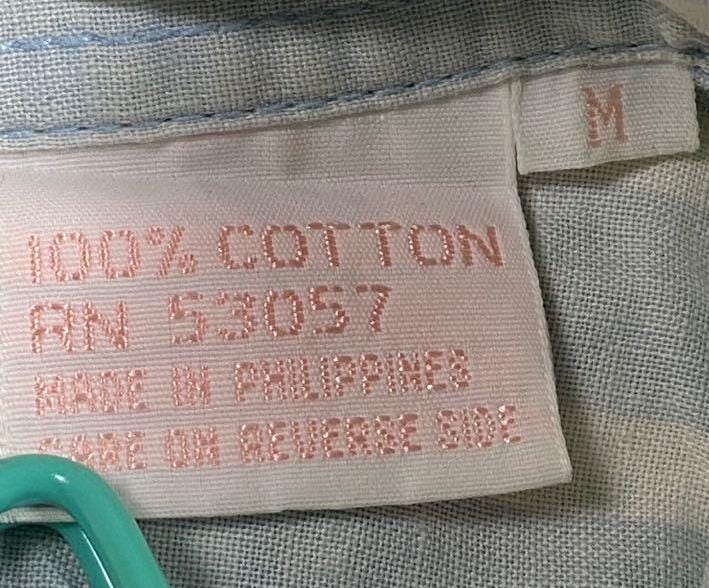 M
100% COTTON
RN 53057
MADE IN PHILIPPINES
CARE ON REVERSE SIDE